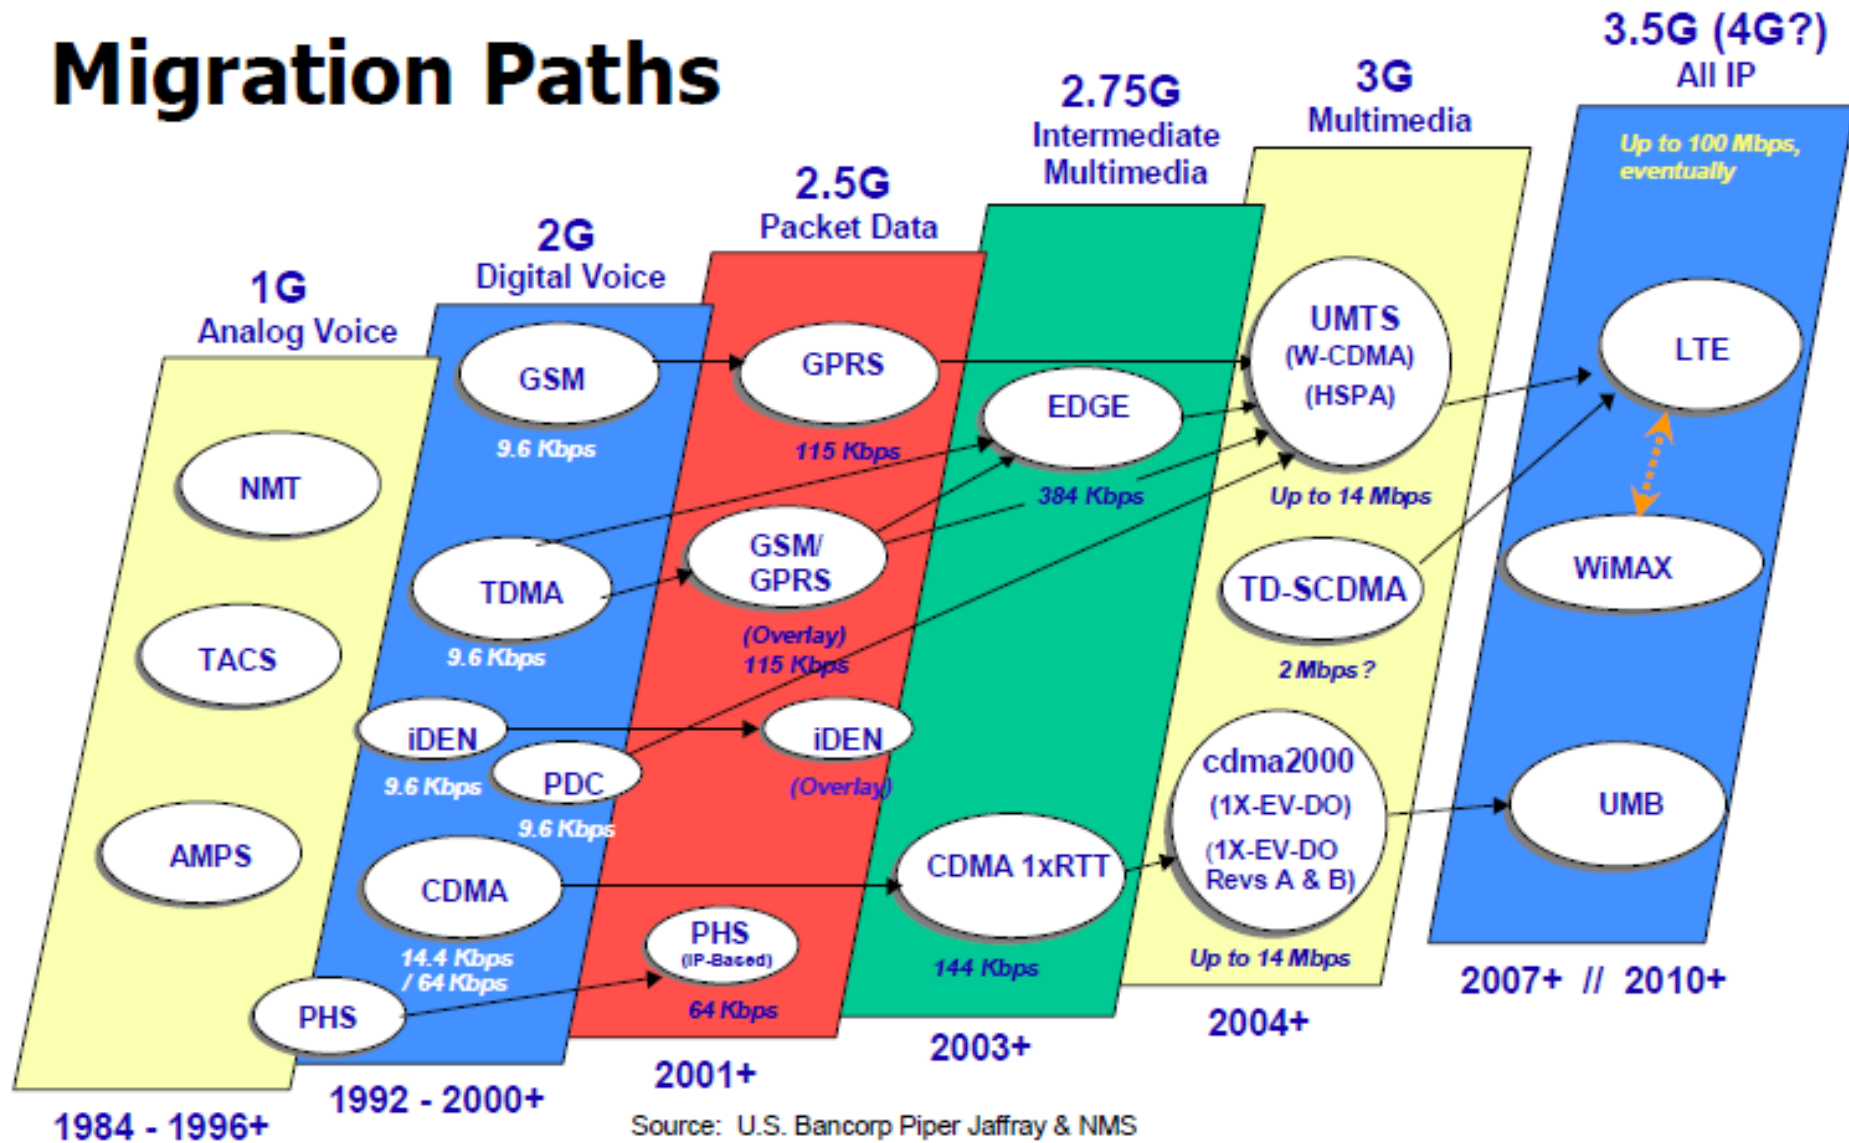 Migration Paths
1G
Analog Voice
NMT
TACS
AMPS
1984 - 1996+
2G
Digital Voice
GSM
9.6 Kbps
TDMA
9.6 Kbps
iDEN
9.6 Kbps
PDC
9.6 Kbps
CDMA
14.4 Kbps
/ 64 Kbps
PHS
1992 - 2000+
2.5G
Packet Data
GPRS
115 Kbps
GSM/
GPRS
(Overlay)
115 Kbps
iDEN
(Overlay)
PHS
(IP-Based)
64 Kbps
2001+
2.75G
Intermediate
Multimedia
EDGE
384 Kbps
CDMA 1xRTT
144 Kbps
2003+
3G
Multimedia
UMTS
(W-CDMA)
(HSPA)
Up to 14 Mbps
TD-SCDMA
2 Mbps?
cdma2000
(1X-EV-DO)
(1X-EV-DO
Revs A & B)
Up to 14 Mbps
2004+
3.5G (4G?)
All IP
Up to 100 Mbps,
eventually
LTE
WiMAX
UMB
2007+ // 2010+
Source: U.S. Bancorp Piper Jaffray & NMS